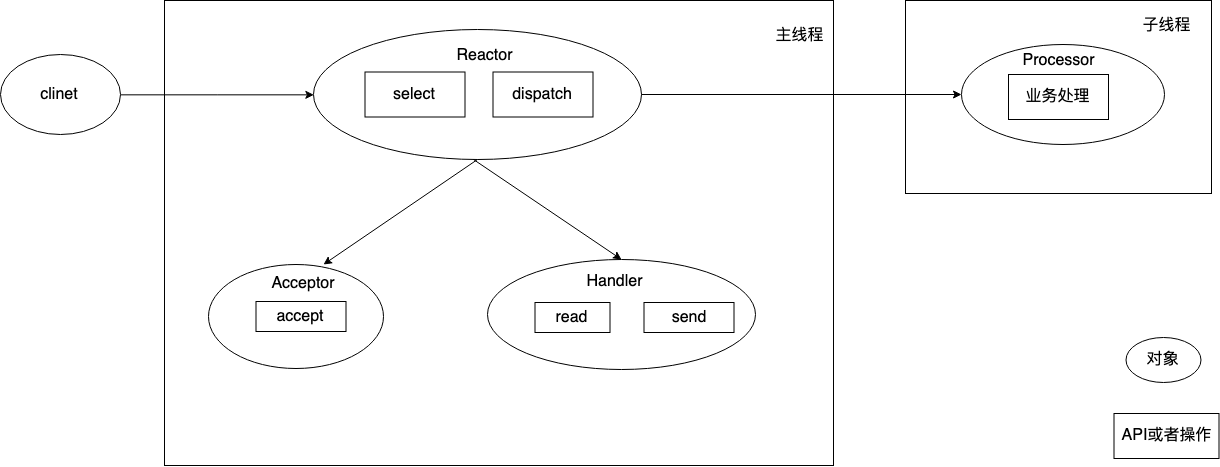 主线程
子线程
Reactor
Processor
clinet
select
dispatch
业务处理
Acceptor
Handler
accept
read
send
对象
API或者操作